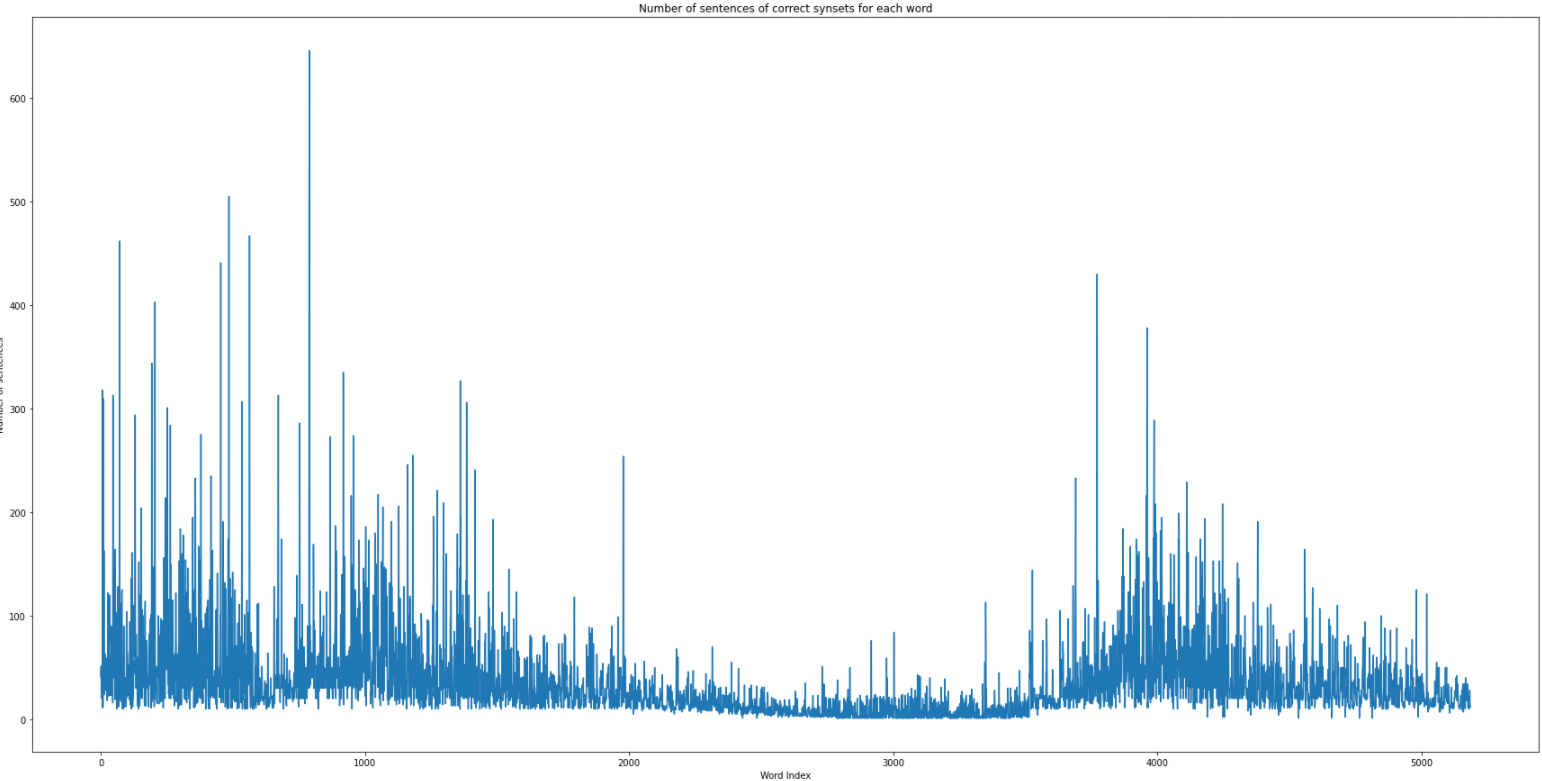 Number of sentences of correct synsets for each word
600
500
400
300
200
100
0
Number of sentences
0 1000 2000 3000 4000 5000
Word Index